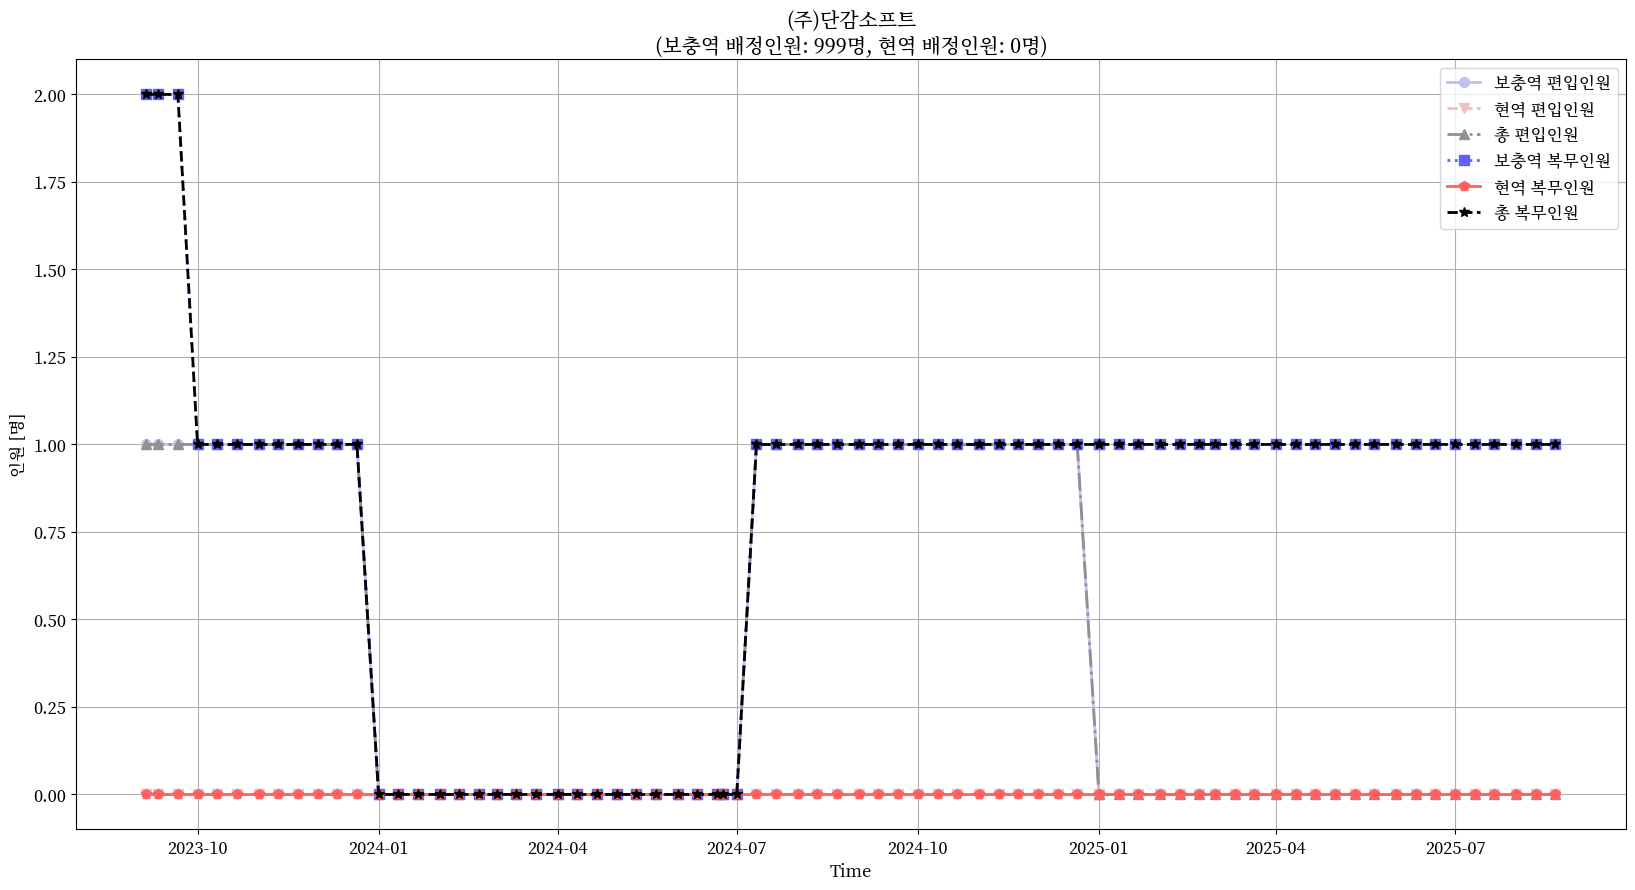 (주)단감소프트
(보충역 배정인원: 999명, 현역 배정인원: 0명)
보충역 편입인원
현역 편입인원
총 편입인원
보충역 복무인원
현역 복무인원
총 복무인원
인원 [명]
2.00
1.75
1.50
1.25
1.00
0.75
0.50
0.25
0.00
2023-10
2024-01
2024-04
2024-07
2024-10
2025-01
2025-04
2025-07
Time